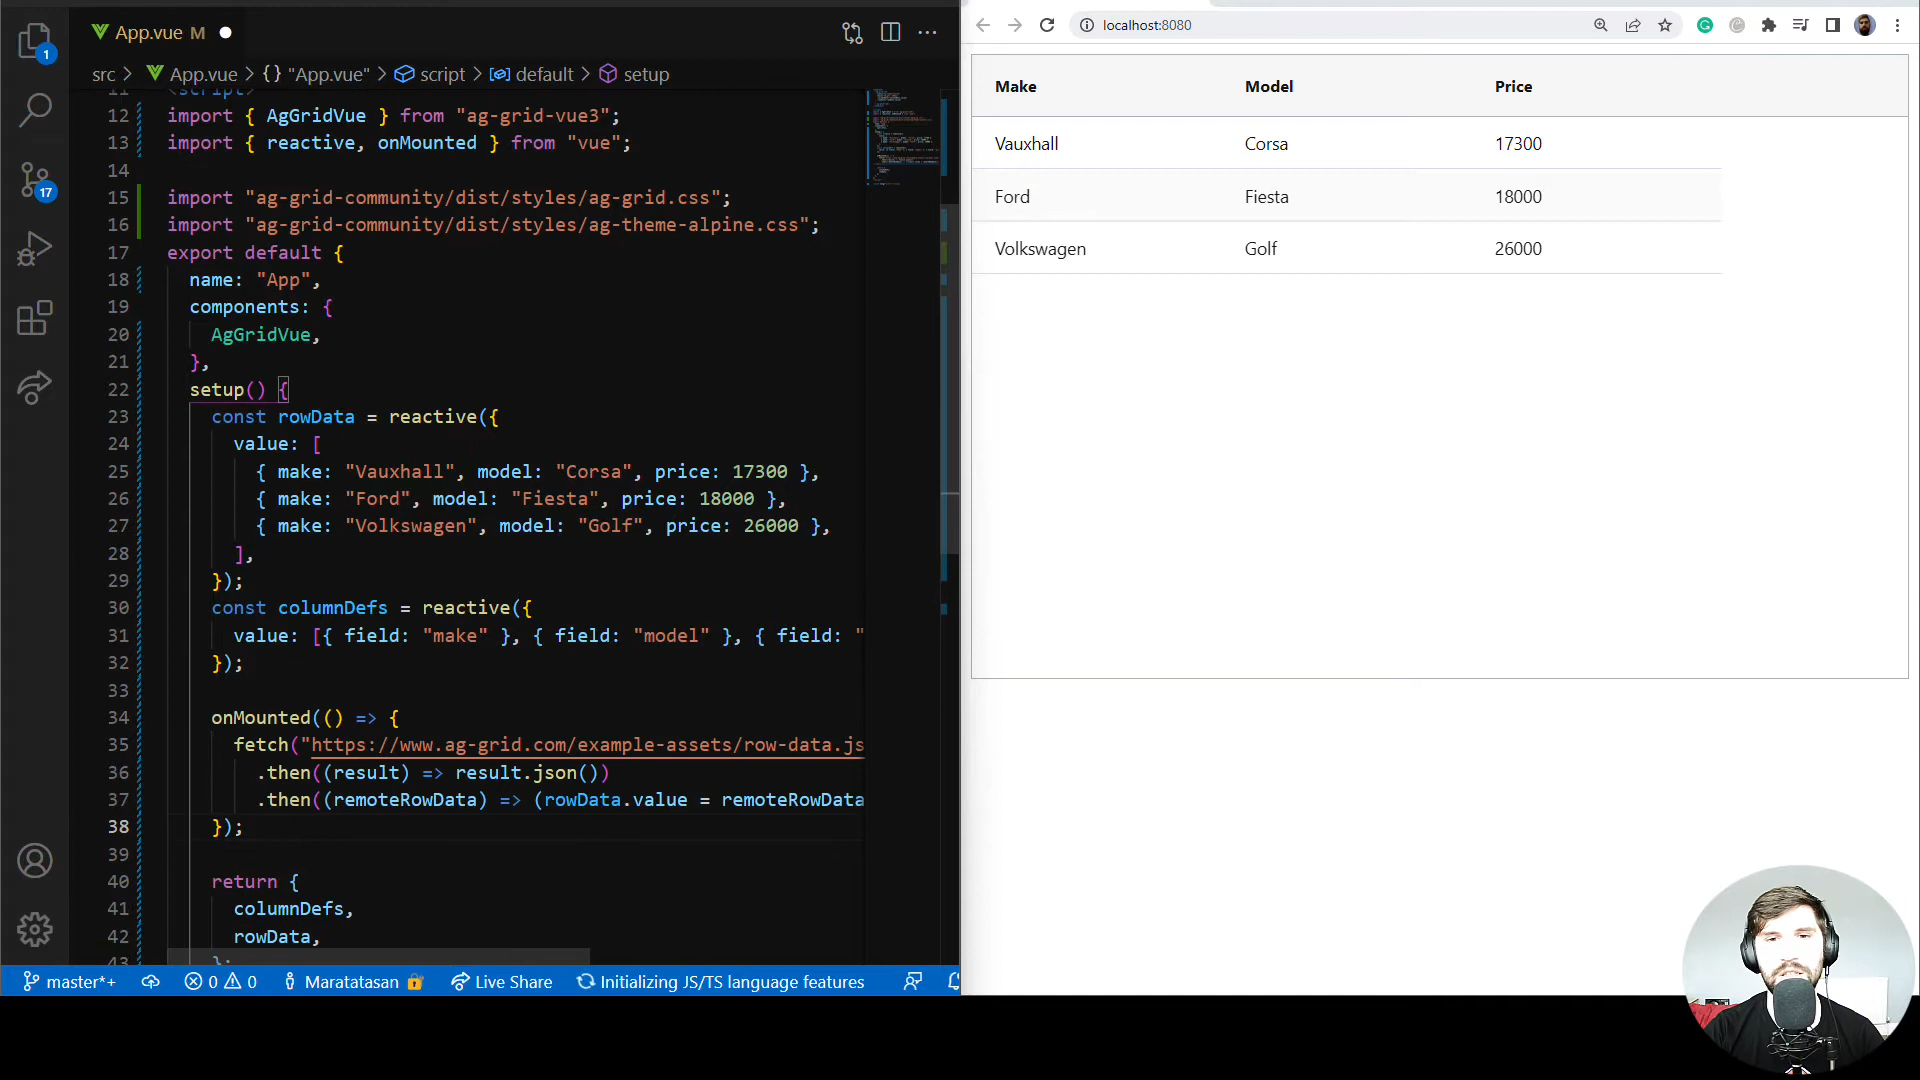 App.vue M
1
17
src > App.vue > {} "App.vue" > script > default > setup
11 <script>
12 import { AgGridVue } from "ag-grid-vue3";
13 import { reactive, onMounted } from "vue";
14
15 import "ag-grid-community/dist/styles/ag-grid.css";
16 import "ag-grid-community/dist/styles/ag-theme-alpine.css";
17 export default {
18 name: "App",
19 components: {
20 AgGridVue,
21 },
22 setup() {
23 const rowData = reactive({
24 value: [
25 { make: "Vauxhall", model: "Corsa", price: 17300 },
26 { make: "Ford", model: "Fiesta", price: 18000 },
27 { make: "Volkswagen", model: "Golf", price: 26000 },
28 ],
29 });
30 const columnDefs = reactive({
31 value: [{ field: "make" }, { field: "model" }, { field: "
32 });
33
34 onMounted(() => {
35 fetch("https://www.ag-grid.com/example-assets/row-data.js
36 .then((result) => result.json())
37 .then((remoteRowData) => (rowData.value = remoteRowData
38 });
39
40 return {
41 columnDefs,
42 rowData,
43 };
master*+ 0 0 Maratatasan Live Share Initializing JS/TS language features
localhost:8080
Make Model Price
Vauxhall Corsa 17300
Ford Fiesta 18000
Volkswagen Golf 26000